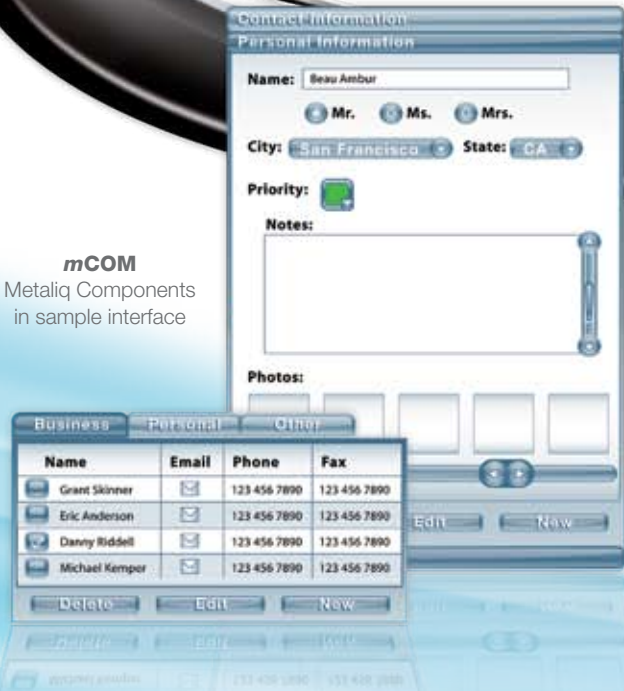 Contact Information
Personal Information
Name: Beau Ambur
Mr. Ms. Mrs.
City: San Francisco State: CA
Priority:
Notes:
mCOM
Metaliq Components
in sample interface
Photos:
Edit New
Business Personal Other
Name Email Phone Fax
Grant Skinner 123 456 7890 123 456 7890
Eric Anderson 123 456 7890 123 456 7890
Danny Riddell 123 456 7890 123 456 7890
Michael Kemper 123 456 7890 123 456 7890
Delete Edit New